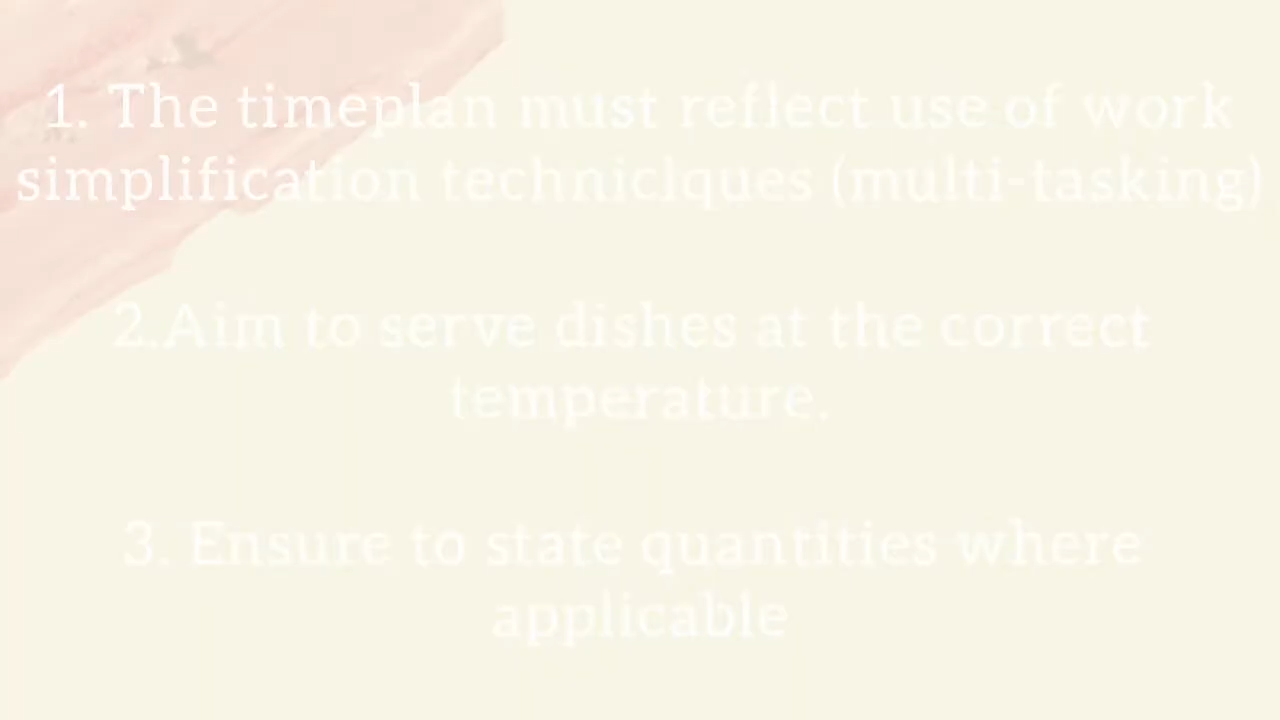 1. The timeplan must reflect use of work
simplification techniclques (multi-tasking)
2.Aim to serve dishes at the correct
temperature.
3. Ensure to state quantities where
applicable